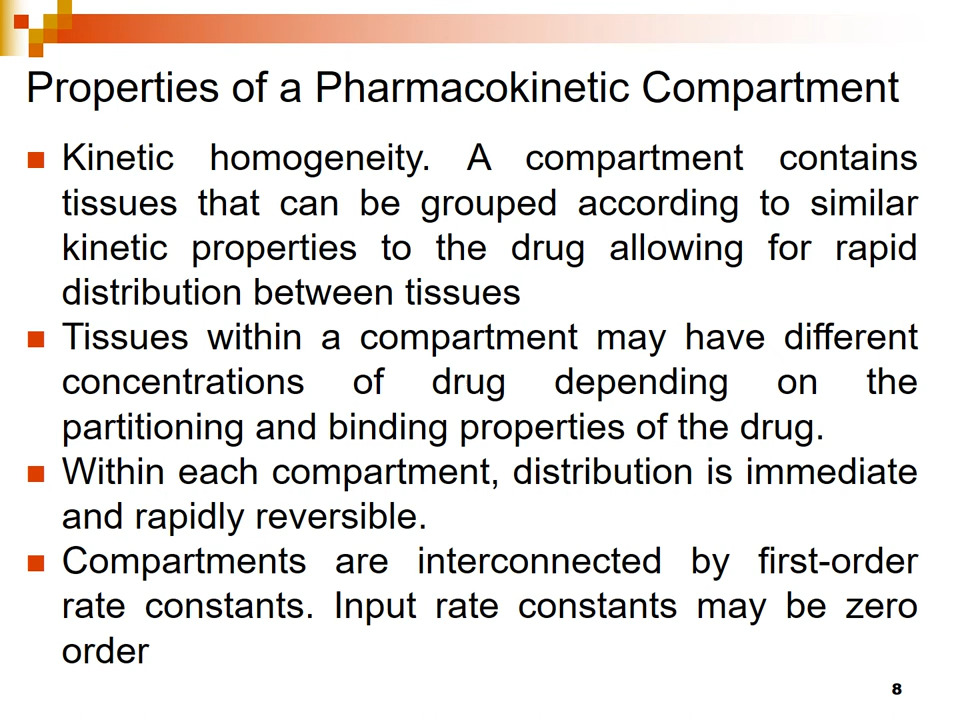 Properties of a Pharmacokinetic Compartment
Kinetic homogeneity. A compartment contains
tissues that can be grouped according to similar
kinetic properties to the drug allowing for rapid
distribution between tissues
Tissues within a compartment may have different
concentrations of drug depending on the
partitioning and binding properties of the drug.
Within each compartment, distribution is immediate
and rapidly reversible.
Compartments are interconnected by first-order
rate constants. Input rate constants may be zero
order
8